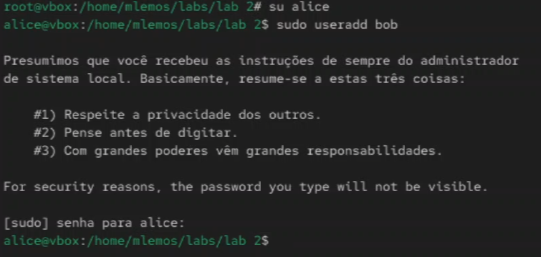 root@vbox:/home/mlemos/labs/lab 2# su alice
alice@vbox:/home/mlemos/labs/lab 2$ sudo useradd bob
Presumimos que você recebeu as instruções de sempre do administrador
de sistema local. Basicamente, resume-se a estas três coisas:
#1) Respeite a privacidade dos outros.
#2) Pense antes de digitar.
#3) Com grandes poderes vêm grandes responsabilidades.
For security reasons, the password you type will not be visible.
[sudo] senha para alice:
alice@vbox:/home/mlemos/labs/lab 2$